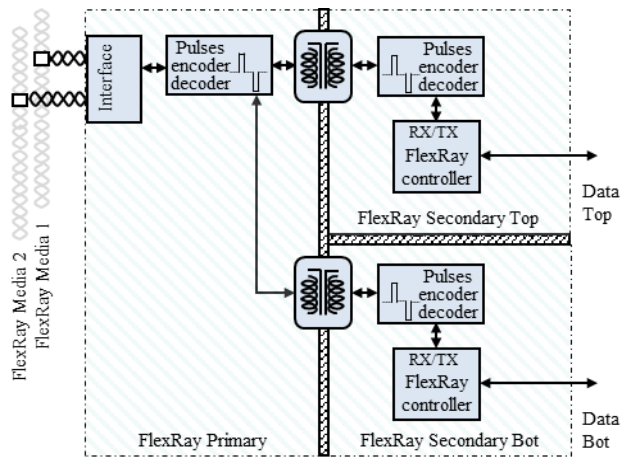 FlexRay Media 2
FlexRay Media 1
Interface
Pulses
encoder
decoder
Pulses
encoder
decoder
RX/TX
FlexRay
controller
Data
Top
FlexRay Secondary Top
Pulses
encoder
decoder
RX/TX
FlexRay
controller
Data
Bot
FlexRay Primary
FlexRay Secondary Bot